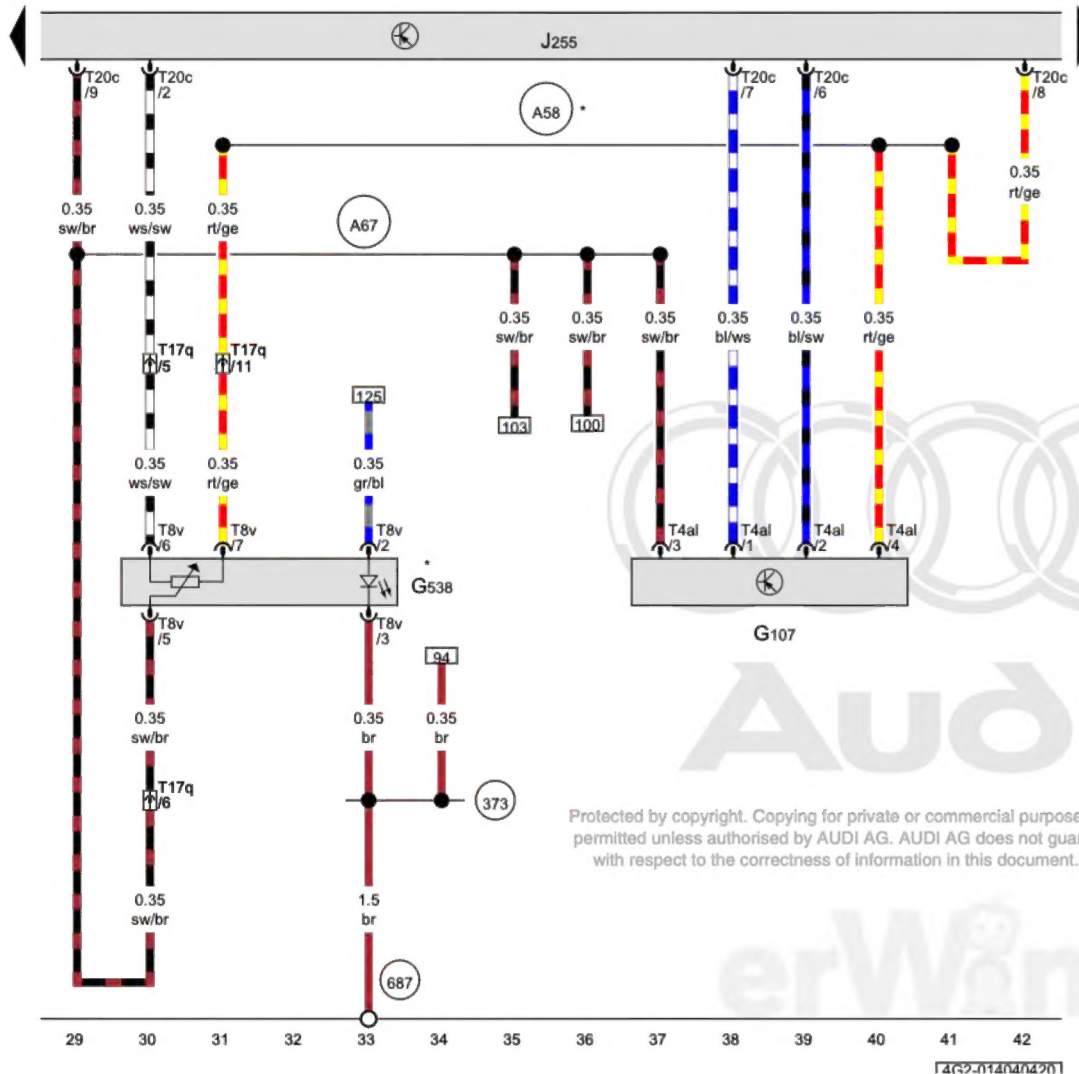 J255
T20c
/9
T20c
/2
T20c
/7
T20c
/6
T20c
/8
A58 *
0.35
rt/ge
0.35
sw/br
0.35
ws/sw
0.35
rt/ge
A67
0.35
sw/br
0.35
sw/br
0.35
sw/br
0.35
bl/ws
0.35
bl/sw
0.35
rt/ge
T17q
/5
T17q
/11
125
103
100
0.35
ws/sw
0.35
rt/ge
0.35
gr/bl
T8v
/6
T8v
/7
T8v
/2
T4al
/3
T4al
/1
T4al
/2
T4al
/4
*
G538
T8v
/5
T8v
/3
G107
94
0.35
sw/br
0.35
br
0.35
br
Aud
T17q
/6
373
Protected by copyright. Copying for private or commercial purpose
permitted unless authorised by AUDI AG. AUDI AG does not guar
with respect to the correctness of information in this document.
0.35
sw/br
1.5
br
erWin
687
29 30 31 32 33 34 35 36 37 38 39 40 41 42
4G2-014040420